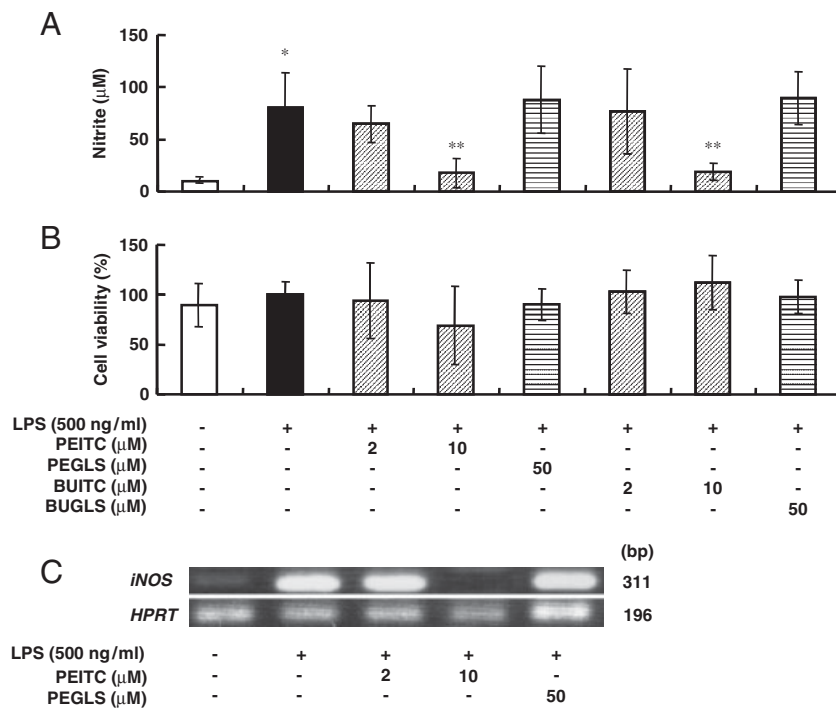 A
Nitrite (μM)
150
100
50
0
*
**
**
B
Cell viability (%)
150
100
50
0
LPS (500 ng/ml) - + + + + + + +
PEITC (μM) - - 2 10 - - - -
PEGLS (μM) - - - - 50 - - -
BUITC (μM) - - - - - 2 10 -
BUGLS (μM) - - - - - - - 50
C
(bp)
iNOS 311
HPRT 196
LPS (500 ng/ml) - + + + +
PEITC (μM) - - 2 10 -
PEGLS (μM) - - - - 50